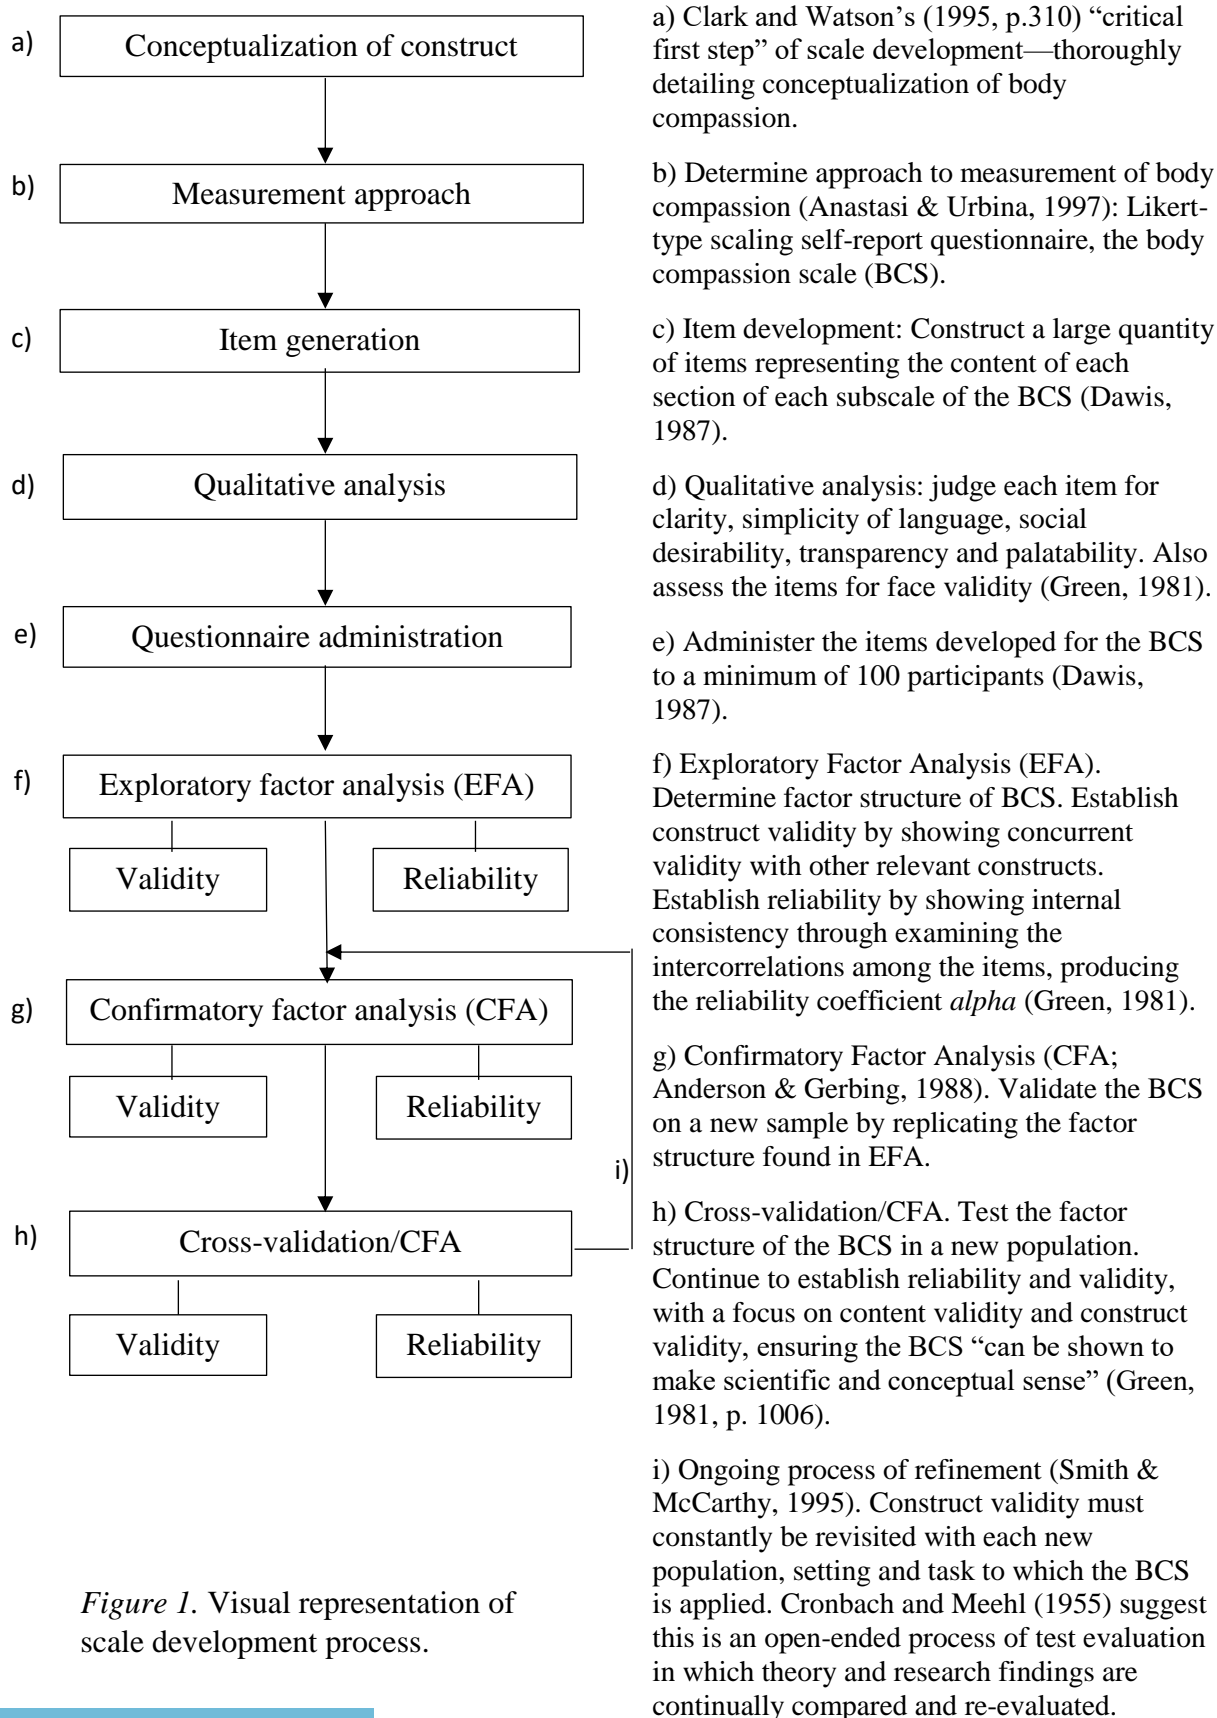 a)
Conceptualization of construct
b)
Measurement approach
c)
Item generation
d)
Qualitative analysis
e)
Questionnaire administration
f)
Exploratory factor analysis (EFA)
Validity
Reliability
g)
Confirmatory factor analysis (CFA)
Validity
Reliability
i)
h)
Cross-validation/CFA
Validity
Reliability
Figure 1. Visual representation of
scale development process.
a) Clark and Watson’s (1995, p.310) “critical
first step” of scale development—thoroughly
detailing conceptualization of body
compassion.
b) Determine approach to measurement of body
compassion (Anastasi & Urbina, 1997): Likert-
type scaling self-report questionnaire, the body
compassion scale (BCS).
c) Item development: Construct a large quantity
of items representing the content of each
section of each subscale of the BCS (Dawis,
1987).
d) Qualitative analysis: judge each item for
clarity, simplicity of language, social
desirability, transparency and palatability. Also
assess the items for face validity (Green, 1981).
e) Administer the items developed for the BCS
to a minimum of 100 participants (Dawis,
1987).
f) Exploratory Factor Analysis (EFA).
Determine factor structure of BCS. Establish
construct validity by showing concurrent
validity with other relevant constructs.
Establish reliability by showing internal
consistency through examining the
intercorrelations among the items, producing
the reliability coefficient alpha (Green, 1981).
g) Confirmatory Factor Analysis (CFA;
Anderson & Gerbing, 1988). Validate the BCS
on a new sample by replicating the factor
structure found in EFA.
h) Cross-validation/CFA. Test the factor
structure of the BCS in a new population.
Continue to establish reliability and validity,
with a focus on content validity and construct
validity, ensuring the BCS “can be shown to
make scientific and conceptual sense” (Green,
1981, p. 1006).
i) Ongoing process of refinement (Smith &
McCarthy, 1995). Construct validity must
constantly be revisited with each new
population, setting and task to which the BCS
is applied. Cronbach and Meehl (1955) suggest
this is an open-ended process of test evaluation
in which theory and research findings are
continually compared and re-evaluated.